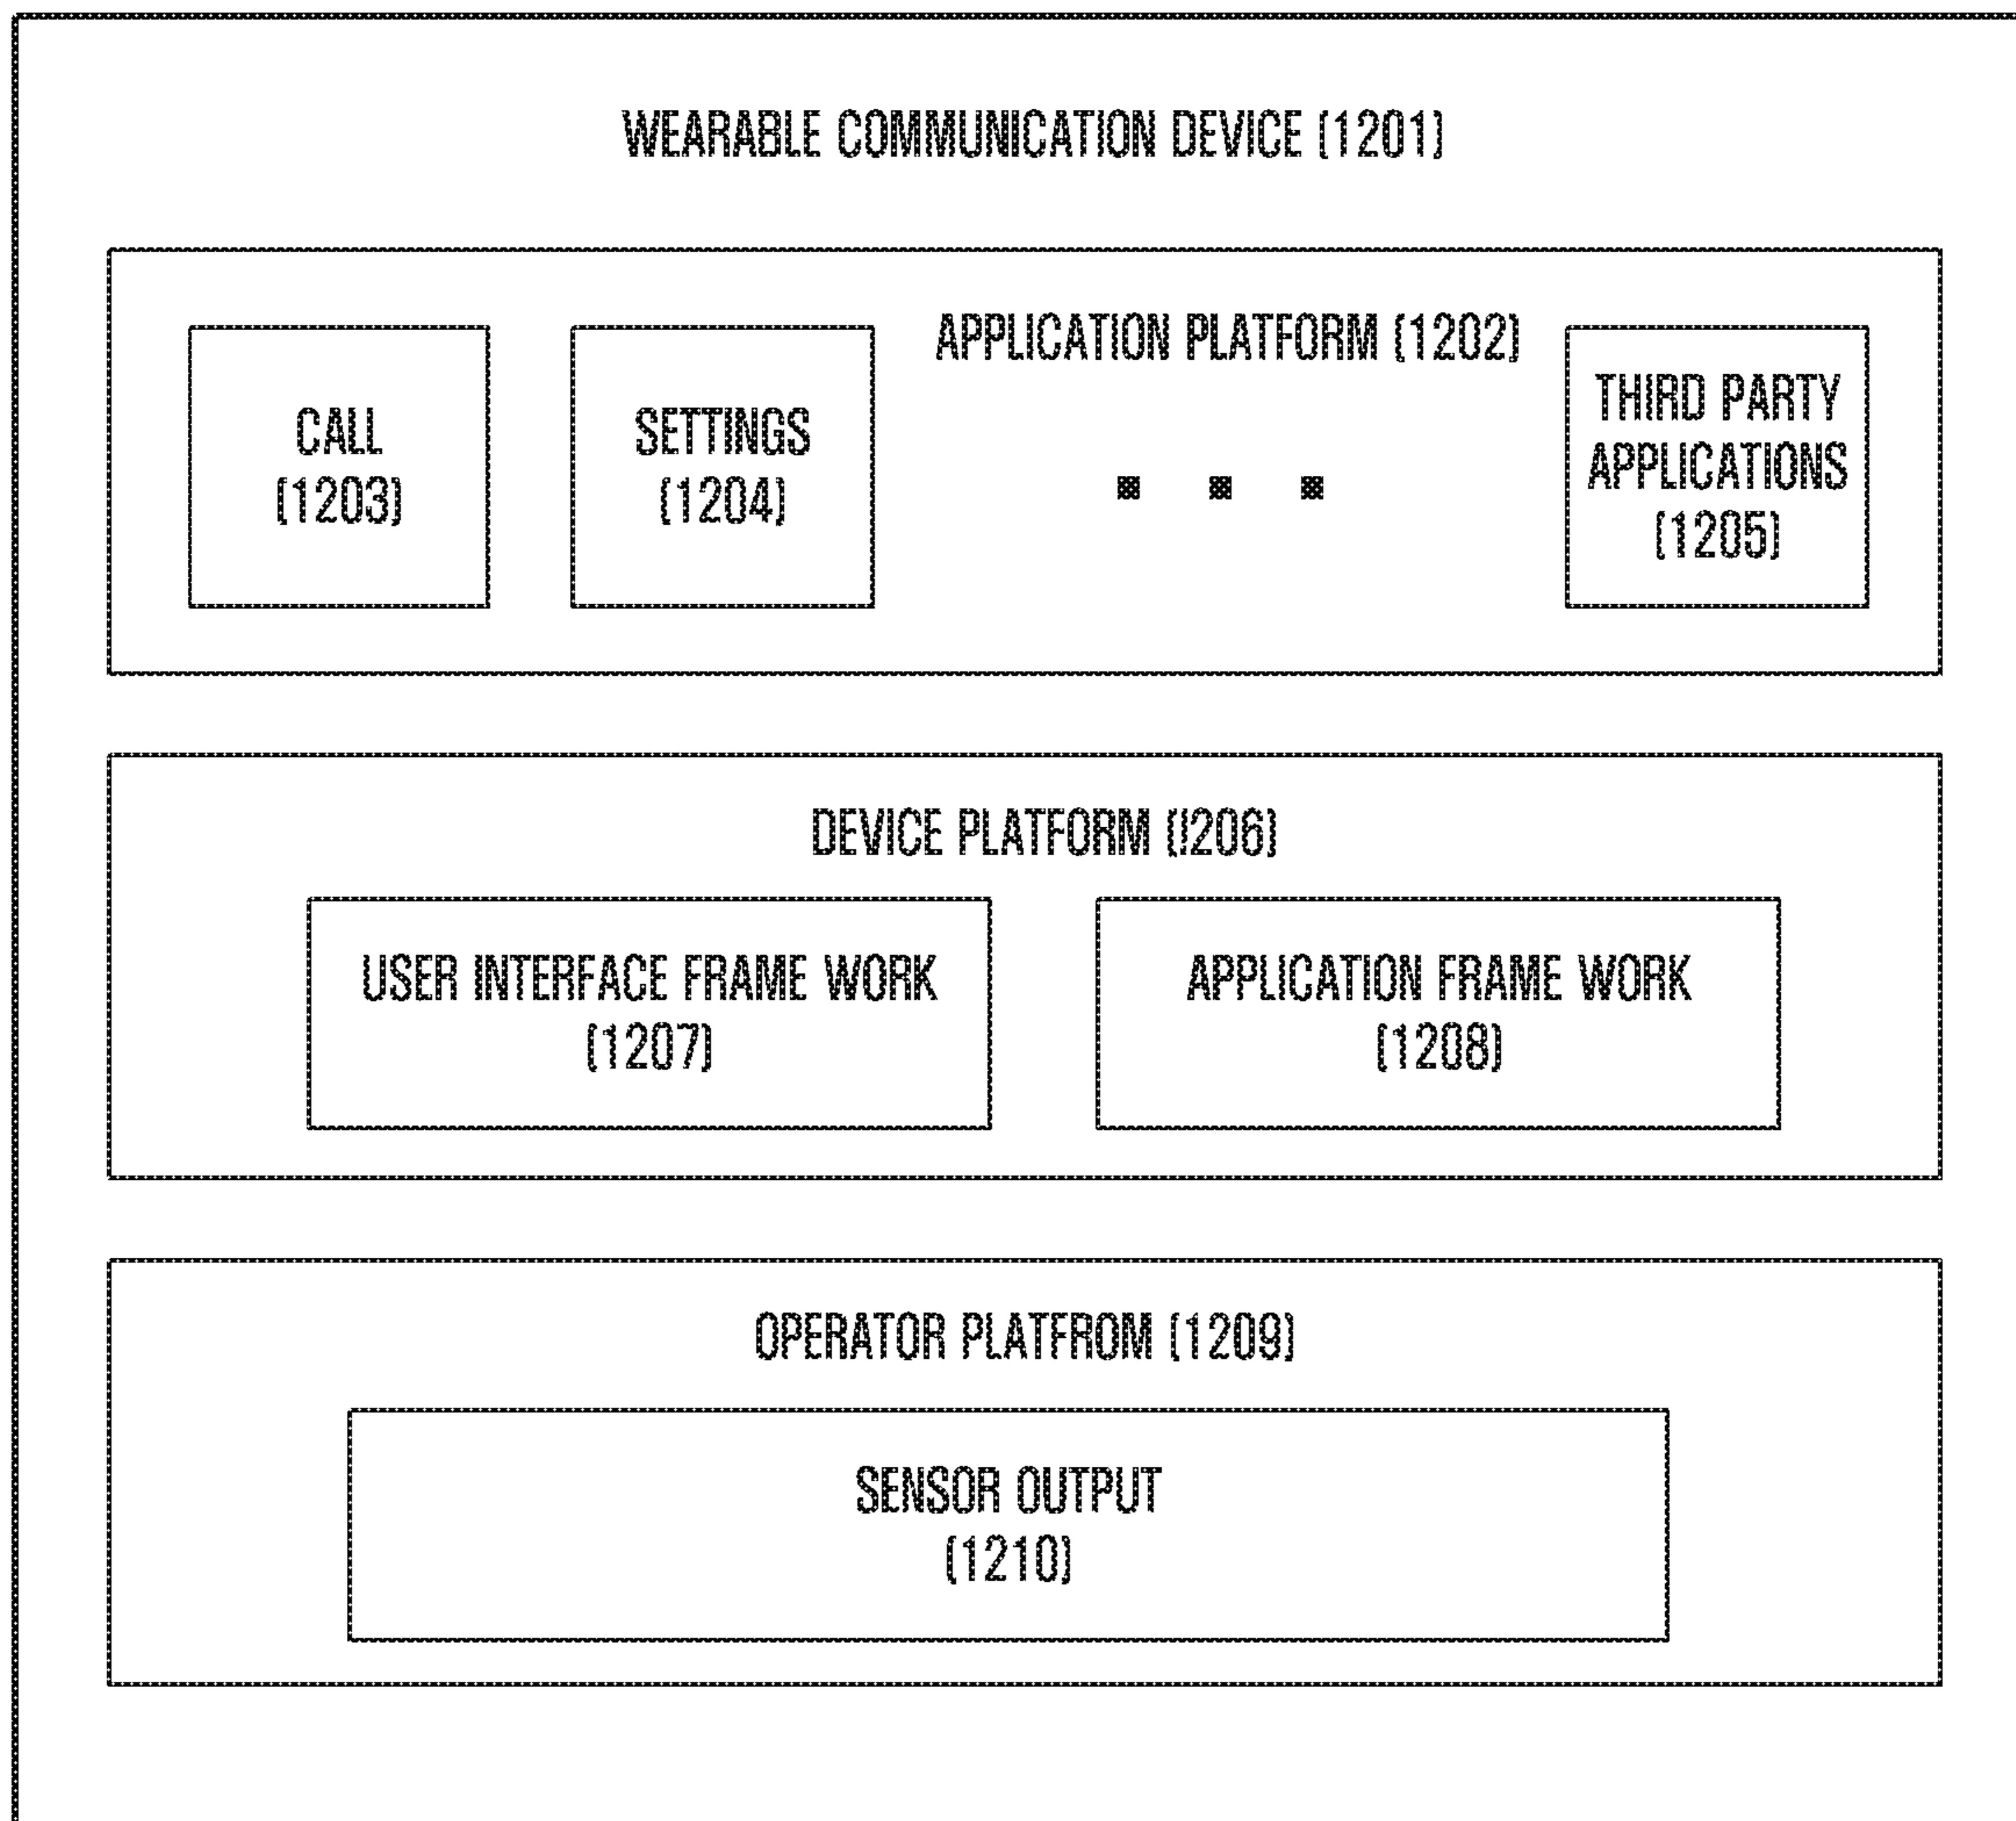 WEARABLE COMMUNICATION DEVICE (1201)
APPLICATION PLATFORM (1202)
CALL
(1203)
SETTINGS
(1204)
THIRD PARTY
APPLICATIONS
(1205)
DEVICE PLATFORM (!206)
USER INTERFACE FRAME WORK
(1207)
APPLICATION FRAME WORK
(1208)
OPERATOR PLATFROM (1209)
SENSOR OUTPUT
(1210)